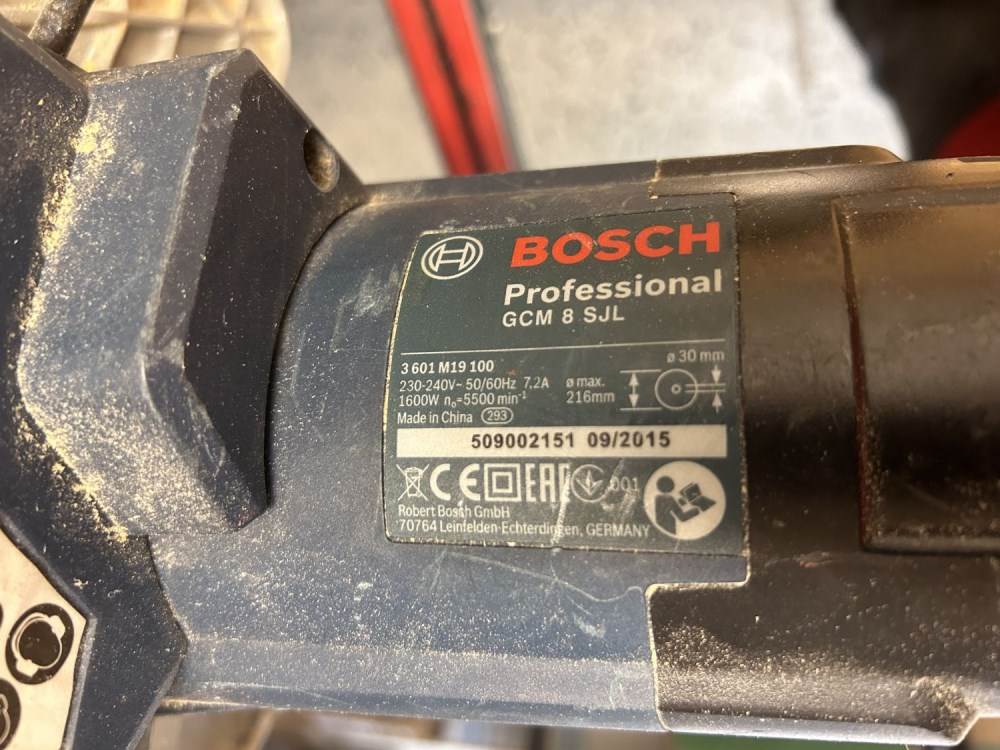 BOSCH
Professional
GCM 8 SJL
3 601 M19 100
230-240V~ 50/60Hz 7.2A
1600W n₀=5500 min⁻¹
Made in China 293
ø max.
216mm
ø 30 mm
509002151 09/2015
CE EAC 001
Robert Bosch GmbH
70764 Leinfelden-Echterdingen, GERMANY